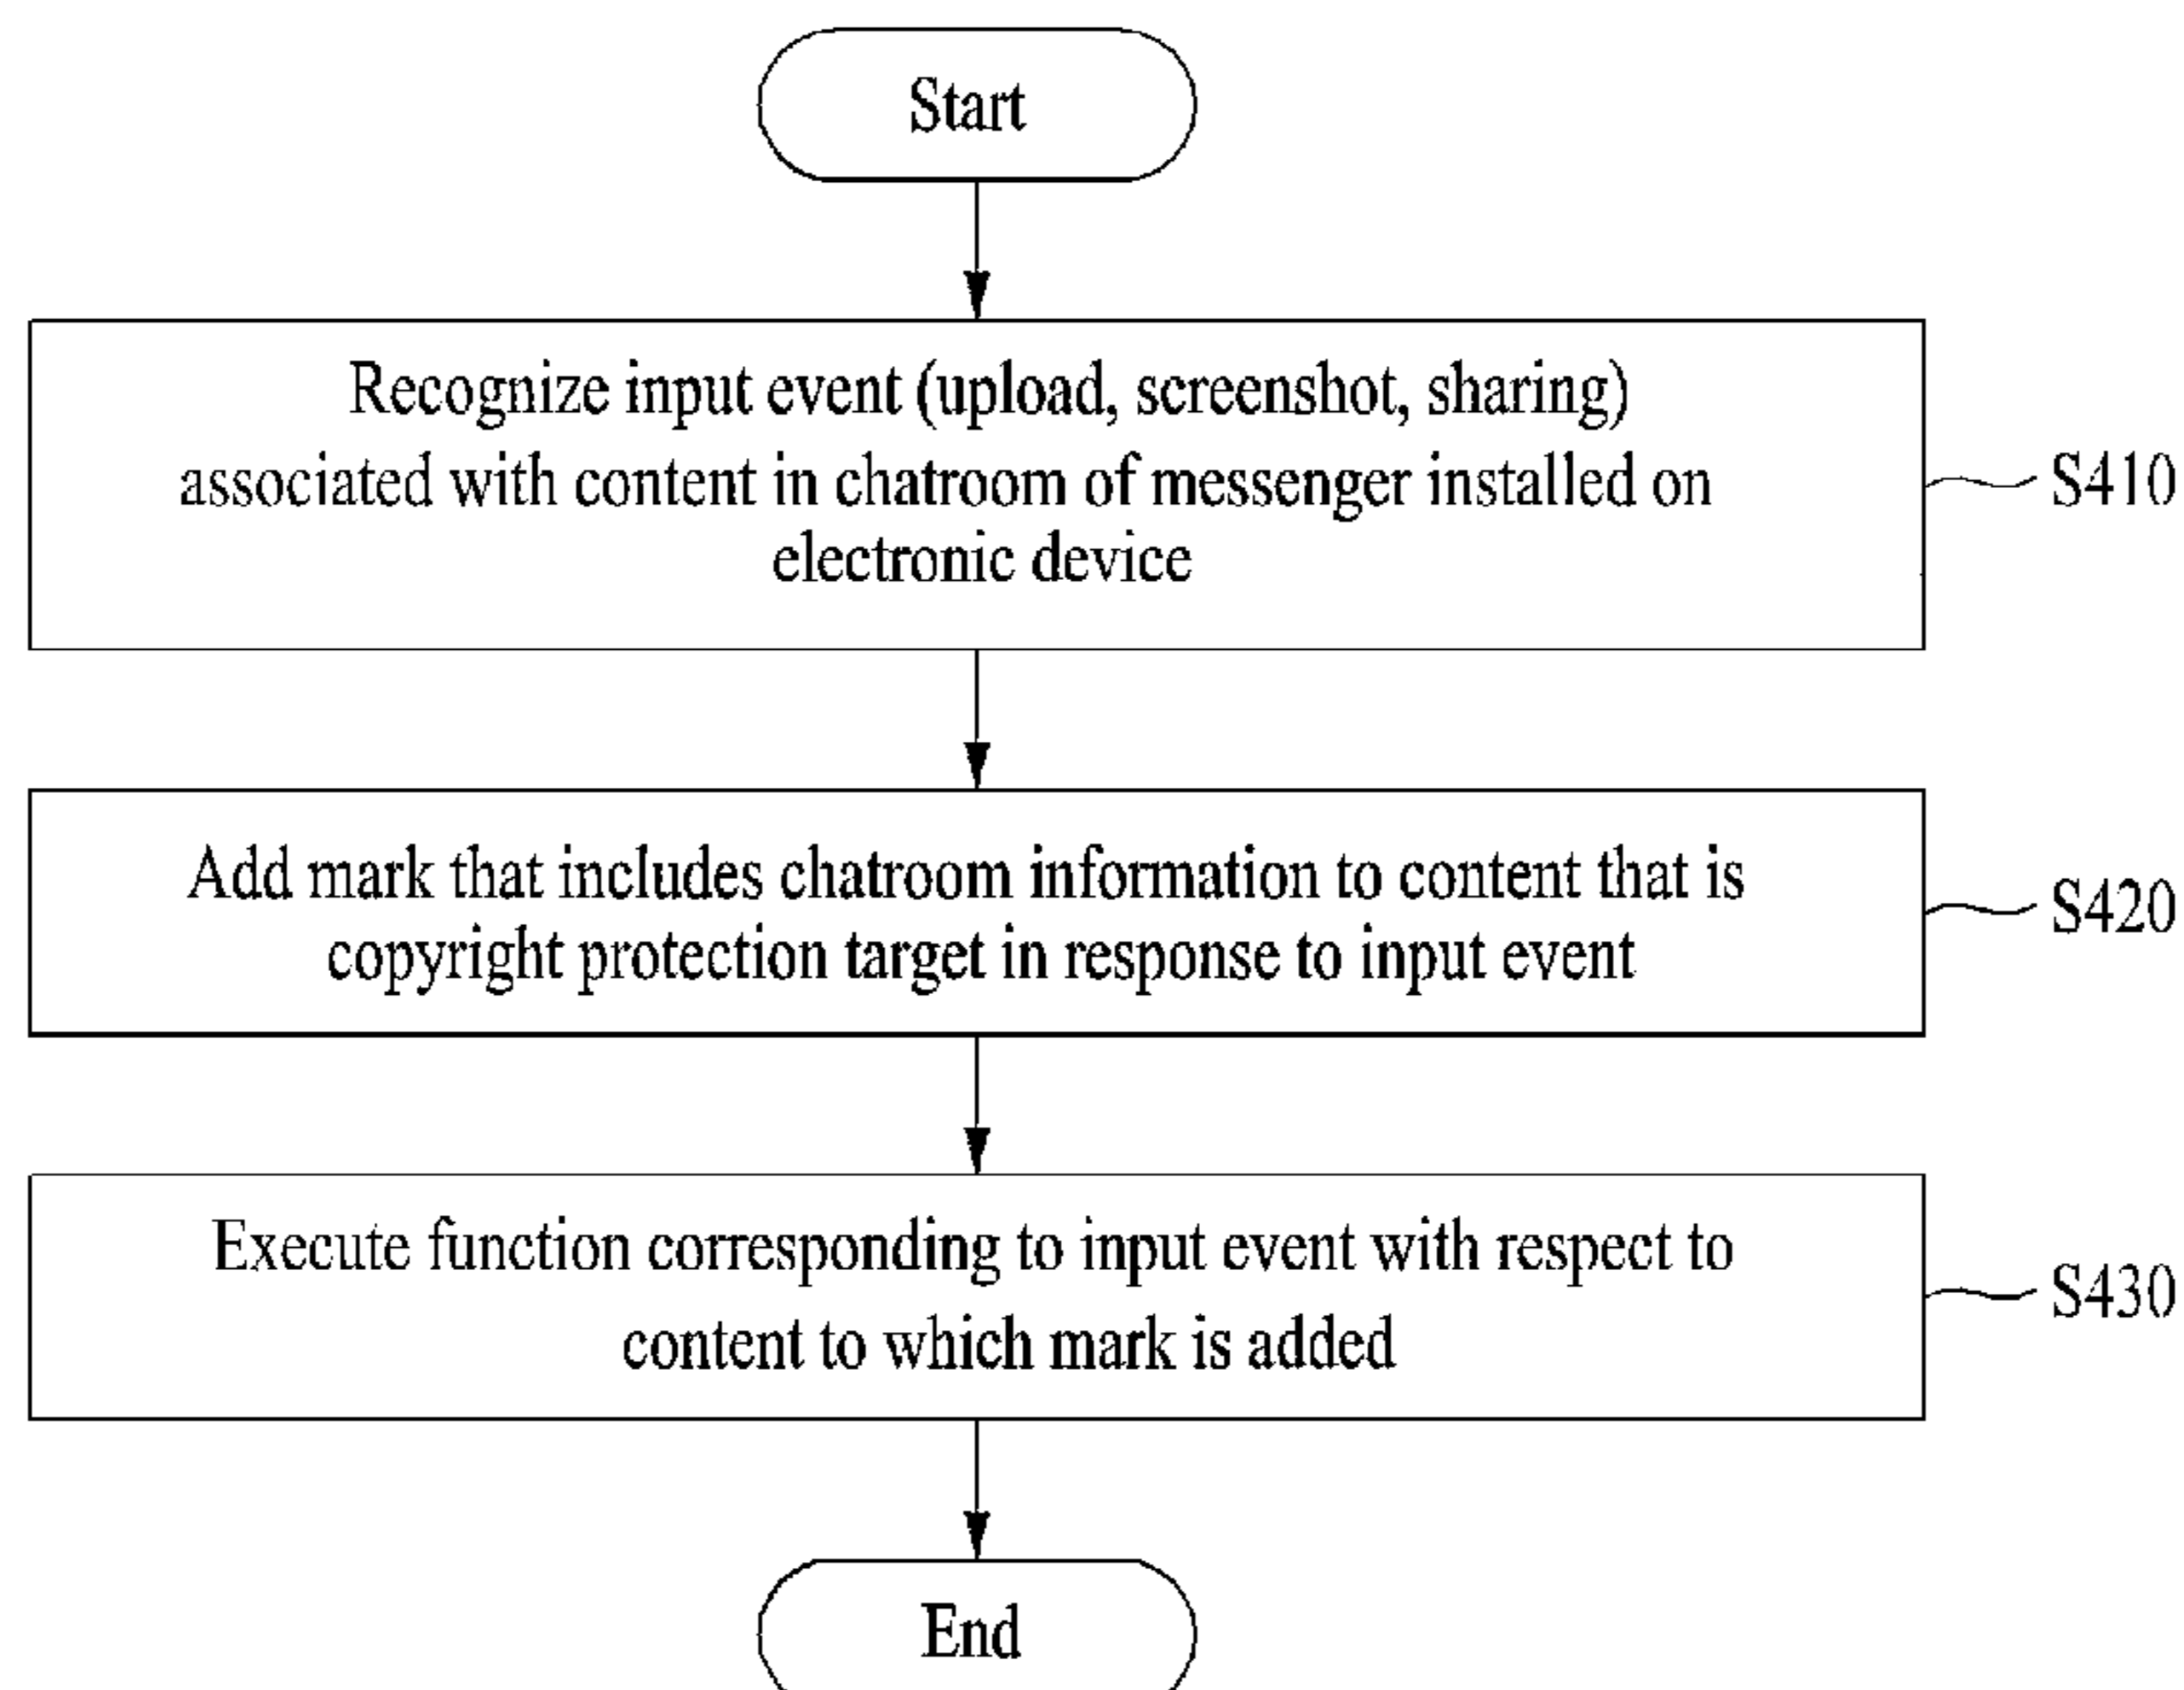 Start
Recognize input event (upload, screenshot, sharing)
associated with content in chatroom of messenger installed on
electronic device
S410
Add mark that includes chatroom information to content that is
copyright protection target in response to input event
S420
Execute function corresponding to input event with respect to
content to which mark is added
S430
End